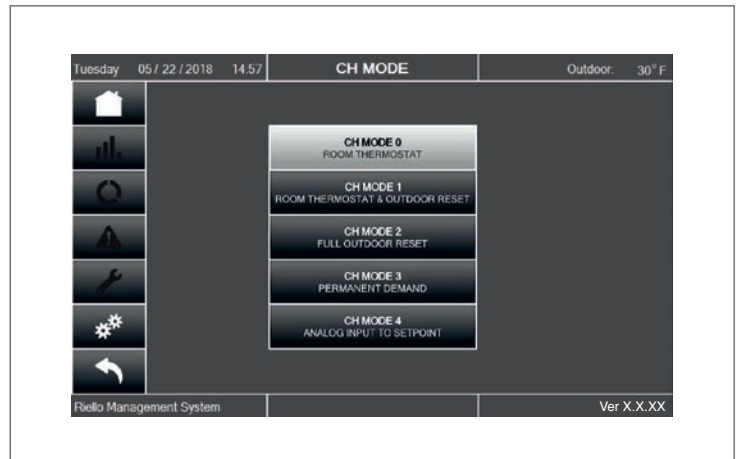 Tuesday 05 / 22 / 2018 14:57 CH MODE Outdoor: 30° F
CH MODE 0
ROOM THERMOSTAT
CH MODE 1
ROOM THERMOSTAT & OUTDOOR RESET
CH MODE 2
FULL OUTDOOR RESET
CH MODE 3
PERMANENT DEMAND
CH MODE 4
ANALOG INPUT TO SETPOINT
Riello Management System Ver X.X.XX